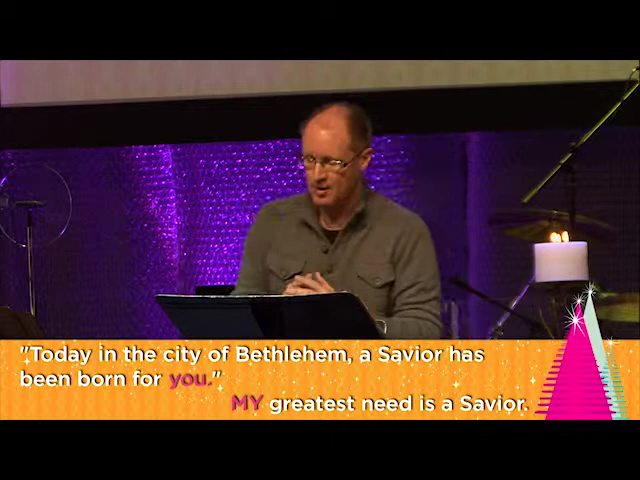 "Today in the city of Bethlehem, a Savior has
been born for you."
MY greatest need is a Savior.